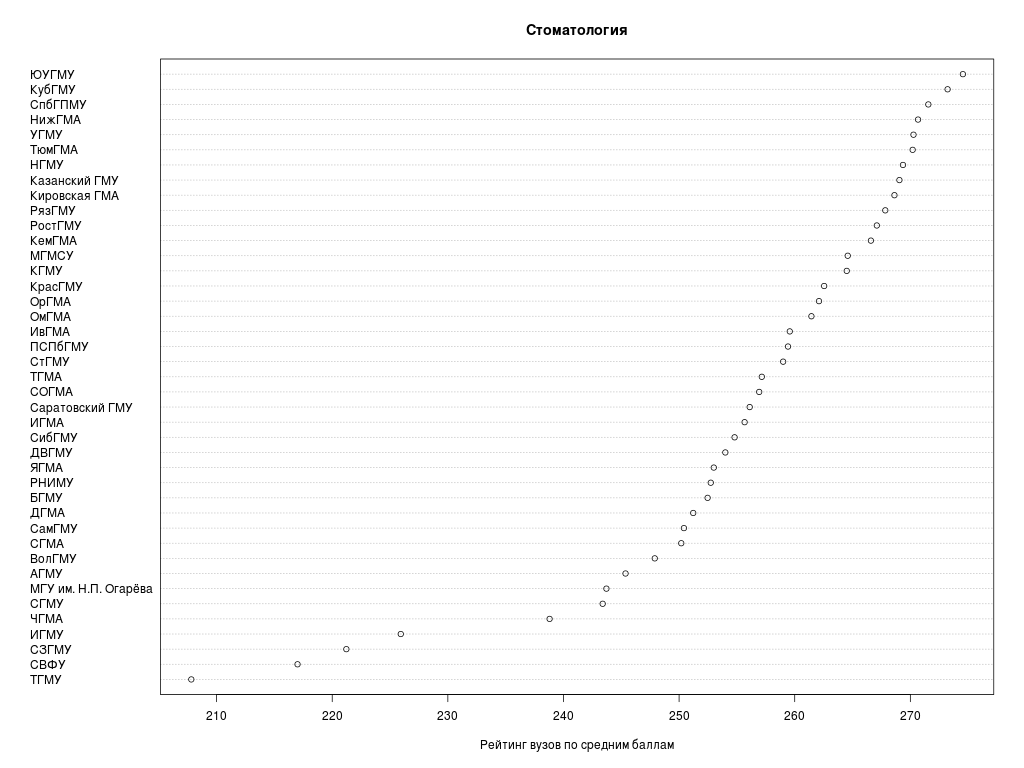 Стоматология
ЮУГМУ
КубГМУ
СпбГПМУ
НижГМА
УГМУ
ТюмГМА
НГМУ
Казанский ГМУ
Кировская ГМА
РязГМУ
РостГМУ
КемГМА
МГМСУ
КГМУ
КрасГМУ
ОрГМА
ОмГМА
ИвГМА
ПСПбГМУ
СтГМУ
ТГМА
СОГМА
Саратовский ГМУ
ИГМА
СибГМУ
ДВГМУ
ЯГМА
РНИМУ
БГМУ
ДГМА
СамГМУ
СГМА
ВолГМУ
АГМУ
МГУ им. Н.П. Огарёва
СГМУ
ЧГМА
ИГМУ
СЗГМУ
СВФУ
ТГМУ
210 220 230 240 250 260 270
Рейтинг вузов по средним баллам